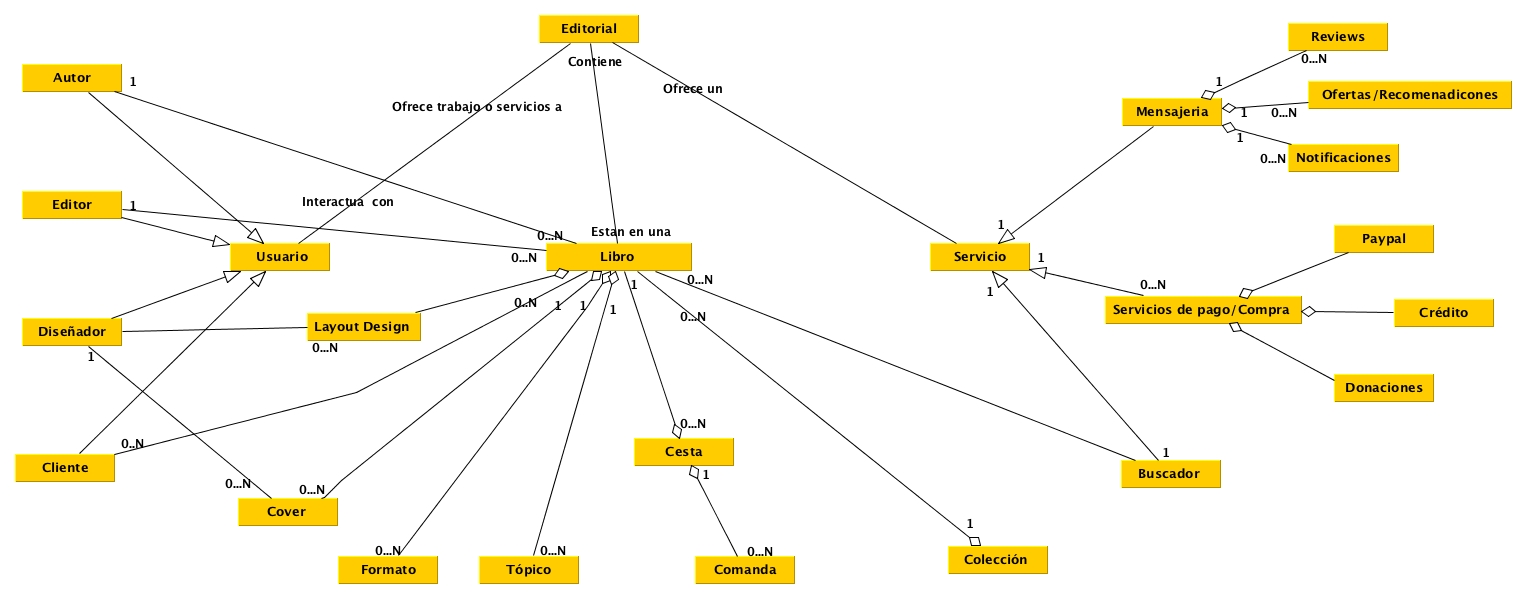 Editorial
Reviews
Contiene
0...N
Autor
1
1
Ofrece un
Ofertas/Recomenadicones
Ofrece trabajo o servicios a
Mensajeria
1
0...N
1
0...N
Notificaciones
Interactua  con
Editor
1
1
Estan en una
0...N
Paypal
Usuario
0...N
Libro
Servicio
1
0...N
0...N
1
1
0..N
1
1
1
0...N
Servicios de pago/Compra
Crédito
Diseñador
Layout Design
0...N
1
0...N
Donaciones
0...N
0..N
Cliente
Cesta
1
1
Buscador
0...N
0...N
Cover
1
0...N
0...N
0...N
Colección
Formato
Tópico
Comanda